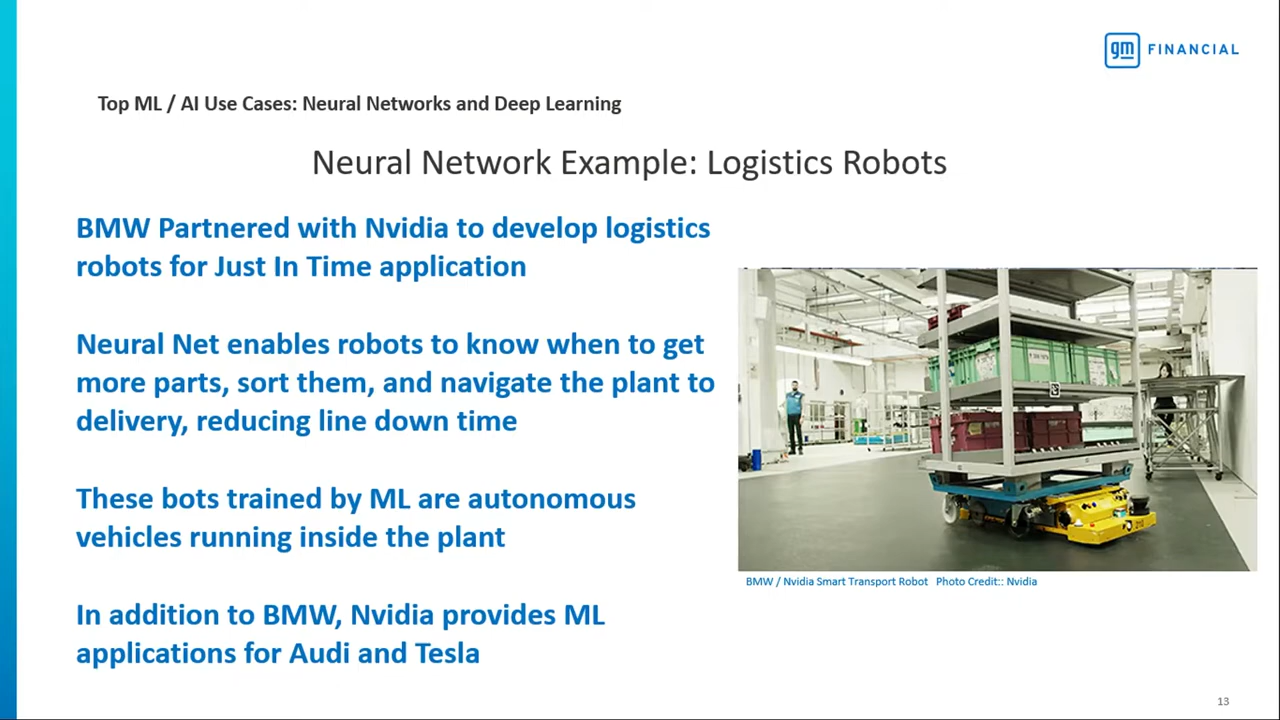 gm FINANCIAL
Top ML / AI Use Cases: Neural Networks and Deep Learning
Neural Network Example: Logistics Robots
BMW Partnered with Nvidia to develop logistics
robots for Just In Time application
Neural Net enables robots to know when to get
more parts, sort them, and navigate the plant to
delivery, reducing line down time
These bots trained by ML are autonomous
vehicles running inside the plant
In addition to BMW, Nvidia provides ML
applications for Audi and Tesla
BMW / Nvidia Smart Transport Robot Photo Credit:: Nvidia
13